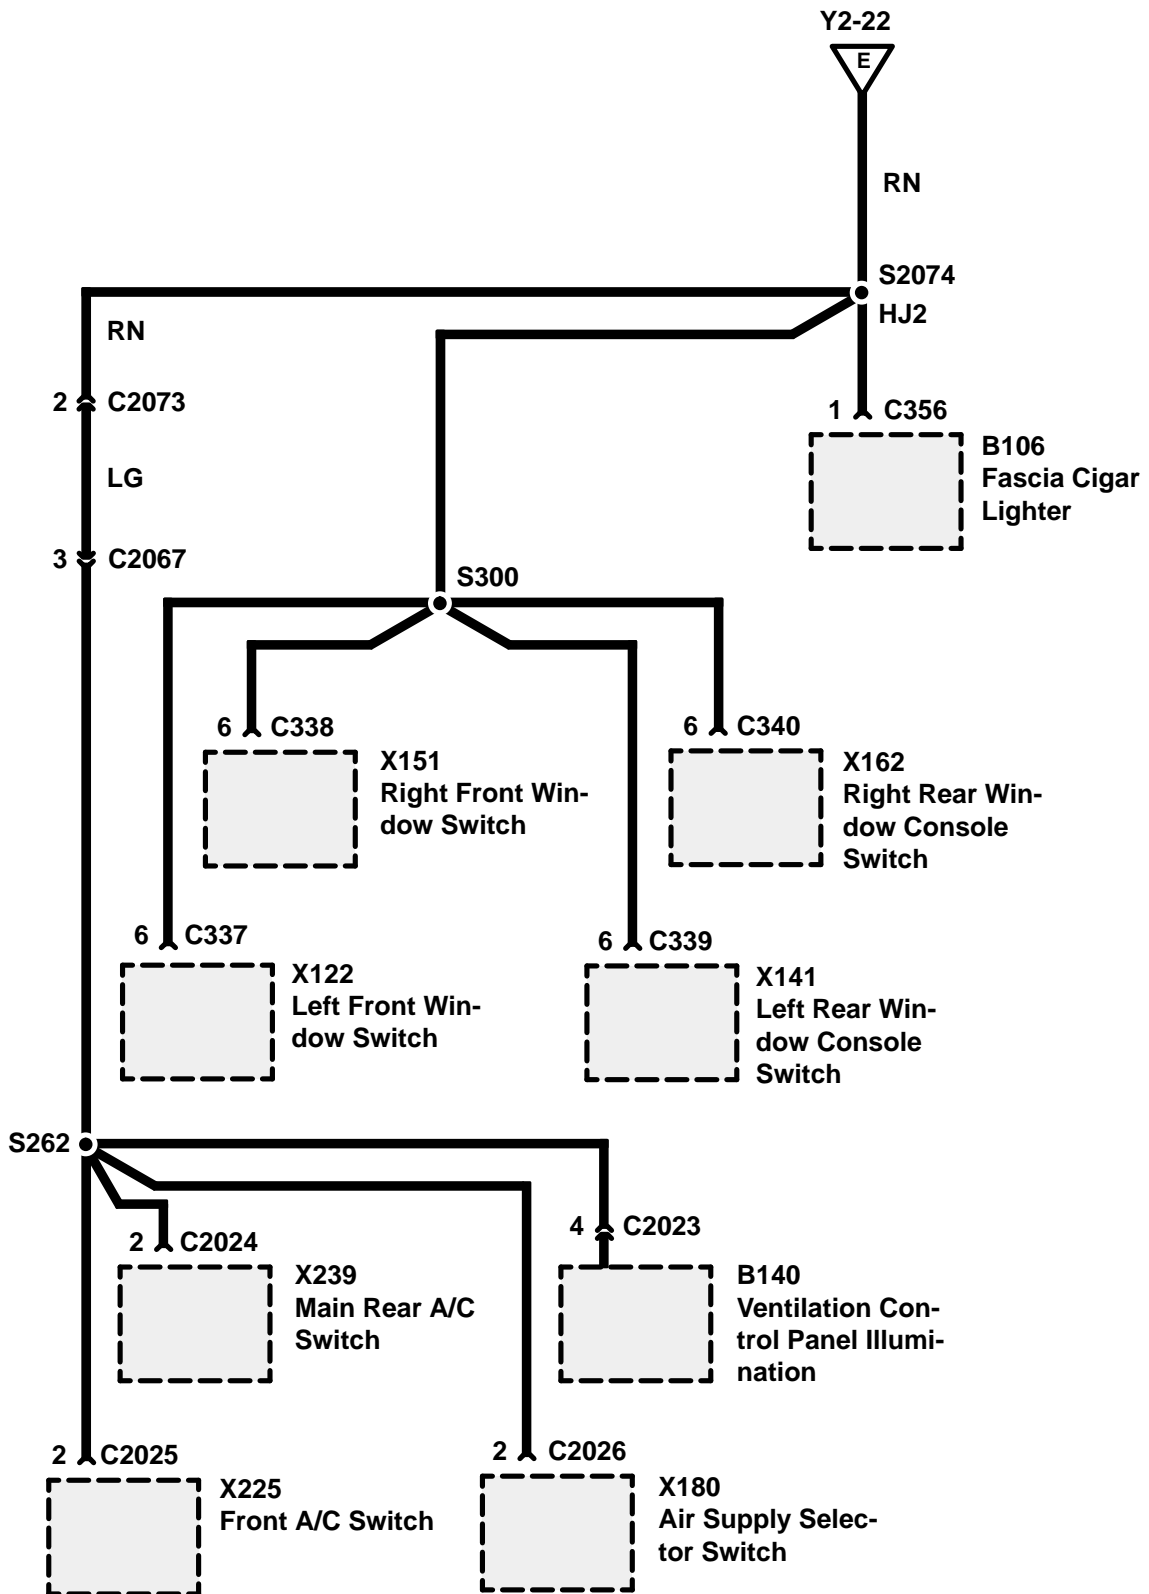 Y2-22
E
RN
S2074
HJ2
RN
2 C2073
1 C356
B106
Fascia Cigar
Lighter
LG
3 C2067
S300
6 C338
X151
Right Front Win-
dow Switch
6 C340
X162
Right Rear Win-
dow Console
Switch
6 C337
X122
Left Front Win-
dow Switch
6 C339
X141
Left Rear Win-
dow Console
Switch
S262
2 C2024
X239
Main Rear A/C
Switch
4 C2023
B140
Ventilation Con-
trol Panel Illumi-
nation
2 C2025
X225
Front A/C Switch
2 C2026
X180
Air Supply Selec-
tor Switch